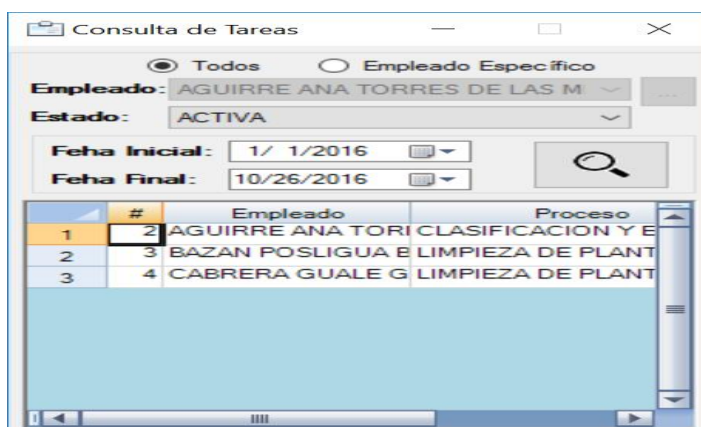 Consulta de Tareas
Todos Empleado Específico
Empleado: AGUIRRE ANA TORRES DE LAS M ...
Estado: ACTIVA
Feha Inicial: 1/ 1/2016
Feha Final: 10/26/2016
# Empleado Proceso
1 2 AGUIRRE ANA TORI CLASIFICACION Y E
2 3 BAZAN POSLIGUA B LIMPIEZA DE PLANT
3 4 CABRERA GUALE G LIMPIEZA DE PLANT